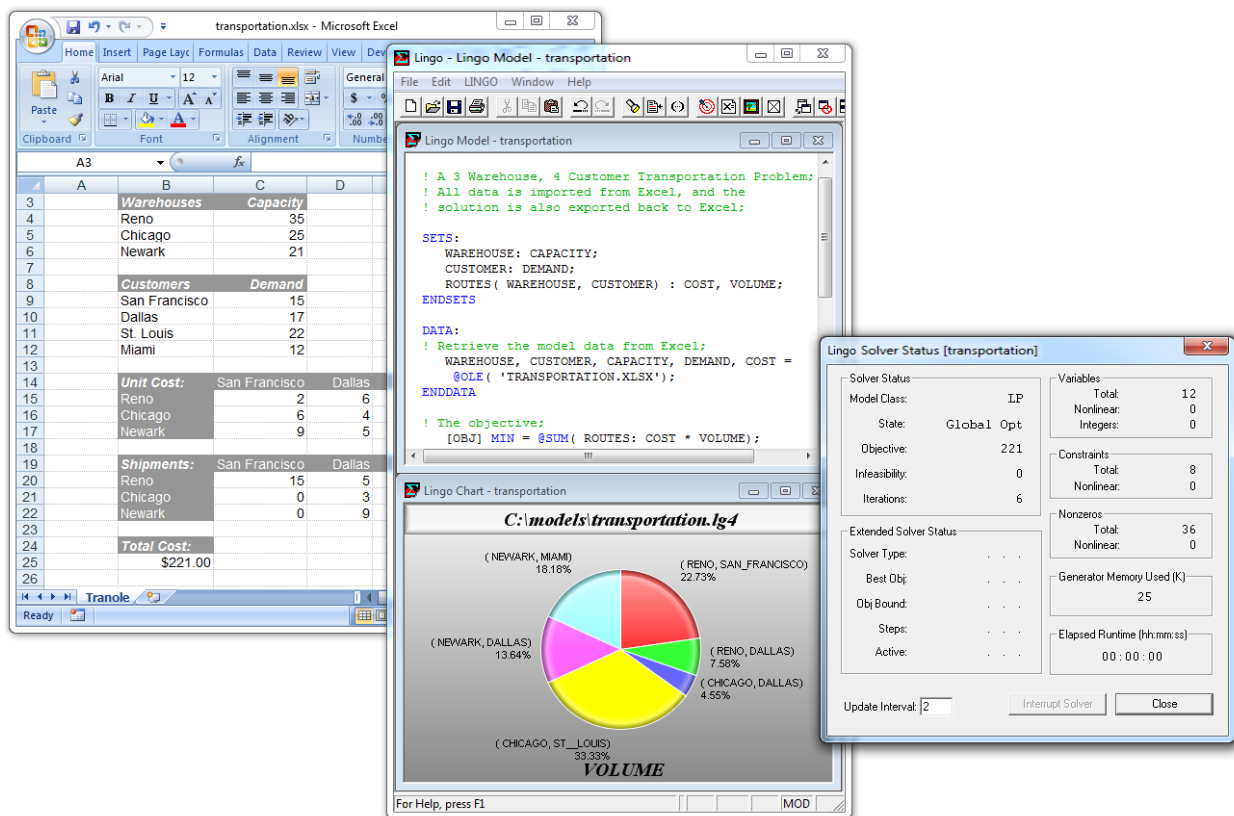 transportation.xlsx - Microsoft Excel
Home Insert Page Layc Formulas Data Review View Dev
Paste
Arial 12
General
B I U A A
$ %
Clipboard Font Alignment Numbe
A3 fx
A B C D
3 Warehouses Capacity
4 Reno 35
5 Chicago 25
6 Newark 21
7
8 Customers Demand
9 San Francisco 15
10 Dallas 17
11 St. Louis 22
12 Miami 12
13
14 Unit Cost: San Francisco Dallas
15 Reno 2 6
16 Chicago 6 4
17 Newark 9 5
18
19 Shipments: San Francisco Dallas
20 Reno 15 5
21 Chicago 0 3
22 Newark 0 9
23
24 Total Cost:
25 $221.00
26
Tranole
Ready
Lingo - Lingo Model - transportation
File Edit LINGO Window Help
Lingo Model - transportation
! A 3 Warehouse, 4 Customer Transportation Problem;
! All data is imported from Excel, and the
! solution is also exported back to Excel;
SETS:
WAREHOUSE: CAPACITY;
CUSTOMER: DEMAND;
ROUTES( WAREHOUSE, CUSTOMER) : COST, VOLUME;
ENDSETS
DATA:
! Retrieve the model data from Excel;
WAREHOUSE, CUSTOMER, CAPACITY, DEMAND, COST =
@OLE( 'TRANSPORTATION.XLSX');
ENDDATA
! The objective;
[OBJ] MIN = @SUM( ROUTES: COST * VOLUME);
Lingo Chart - transportation
C:\models\transportation.lg4
( NEWARK, MIAMI)
18.18%
( RENO, SAN_FRANCISCO)
22.73%
( NEWARK, DALLAS)
13.64%
( RENO, DALLAS)
7.58%
( CHICAGO, DALLAS)
4.55%
( CHICAGO, ST__LOUIS)
33.33%
VOLUME
For Help, press F1 MOD
Lingo Solver Status [transportation]
Solver Status
Model Class: LP
State: Global Opt
Objective: 221
Infeasibility: 0
Iterations: 6
Extended Solver Status
Solver Type: . . .
Best Obj: . . .
Obj Bound: . . .
Steps: . . .
Active: . . .
Variables
Total: 12
Nonlinear: 0
Integers: 0
Constraints
Total: 8
Nonlinear: 0
Nonzeros
Total: 36
Nonlinear: 0
Generator Memory Used (K)
25
Elapsed Runtime (hh:mm:ss)
00:00:00
Update Interval: 2
Interrupt Solver
Close